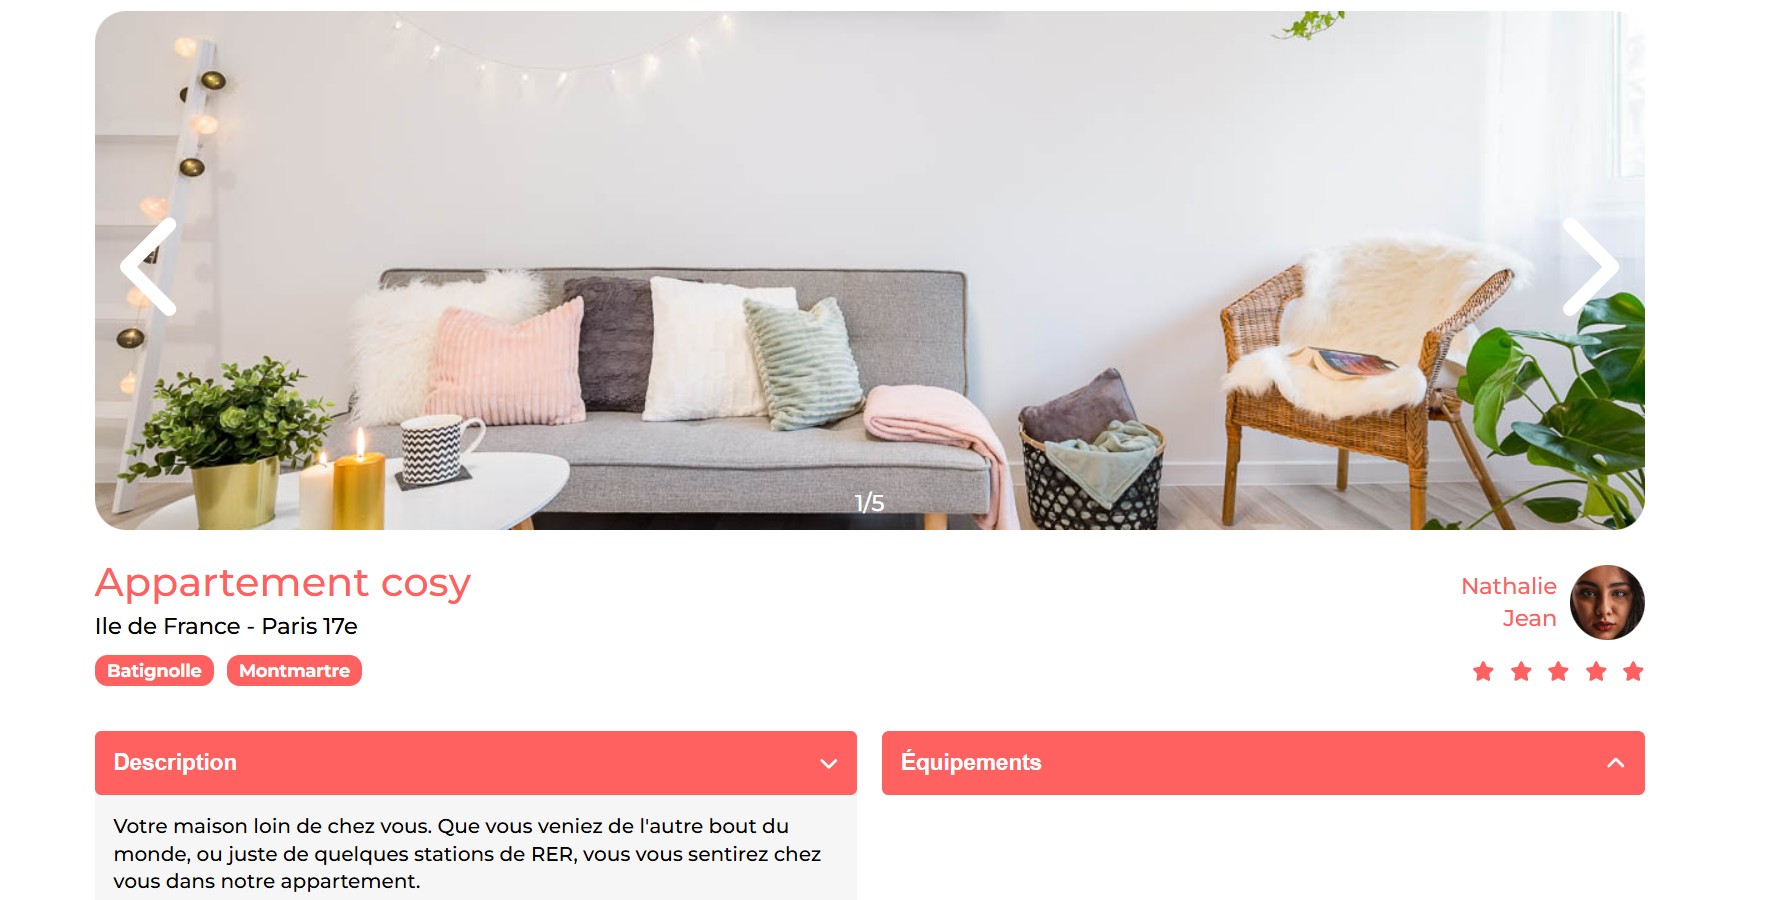 1/5
Appartement cosy
Ile de France - Paris 17e
Batignolle Montmartre
Nathalie
Jean
Description
Votre maison loin de chez vous. Que vous veniez de l'autre bout du
monde, ou juste de quelques stations de RER, vous vous sentirez chez
vous dans notre appartement.
Équipements